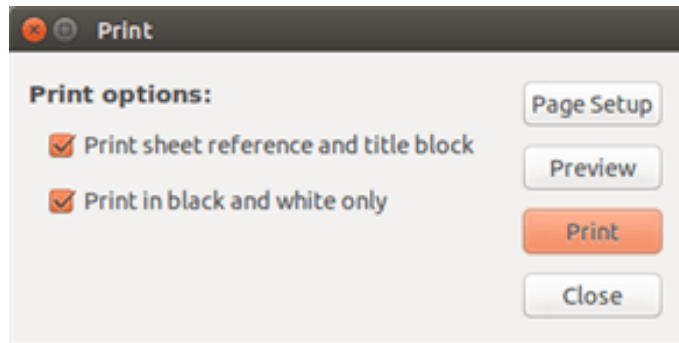 Print
Print options:
Print sheet reference and title block
Print in black and white only
Page Setup
Preview
Print
Close